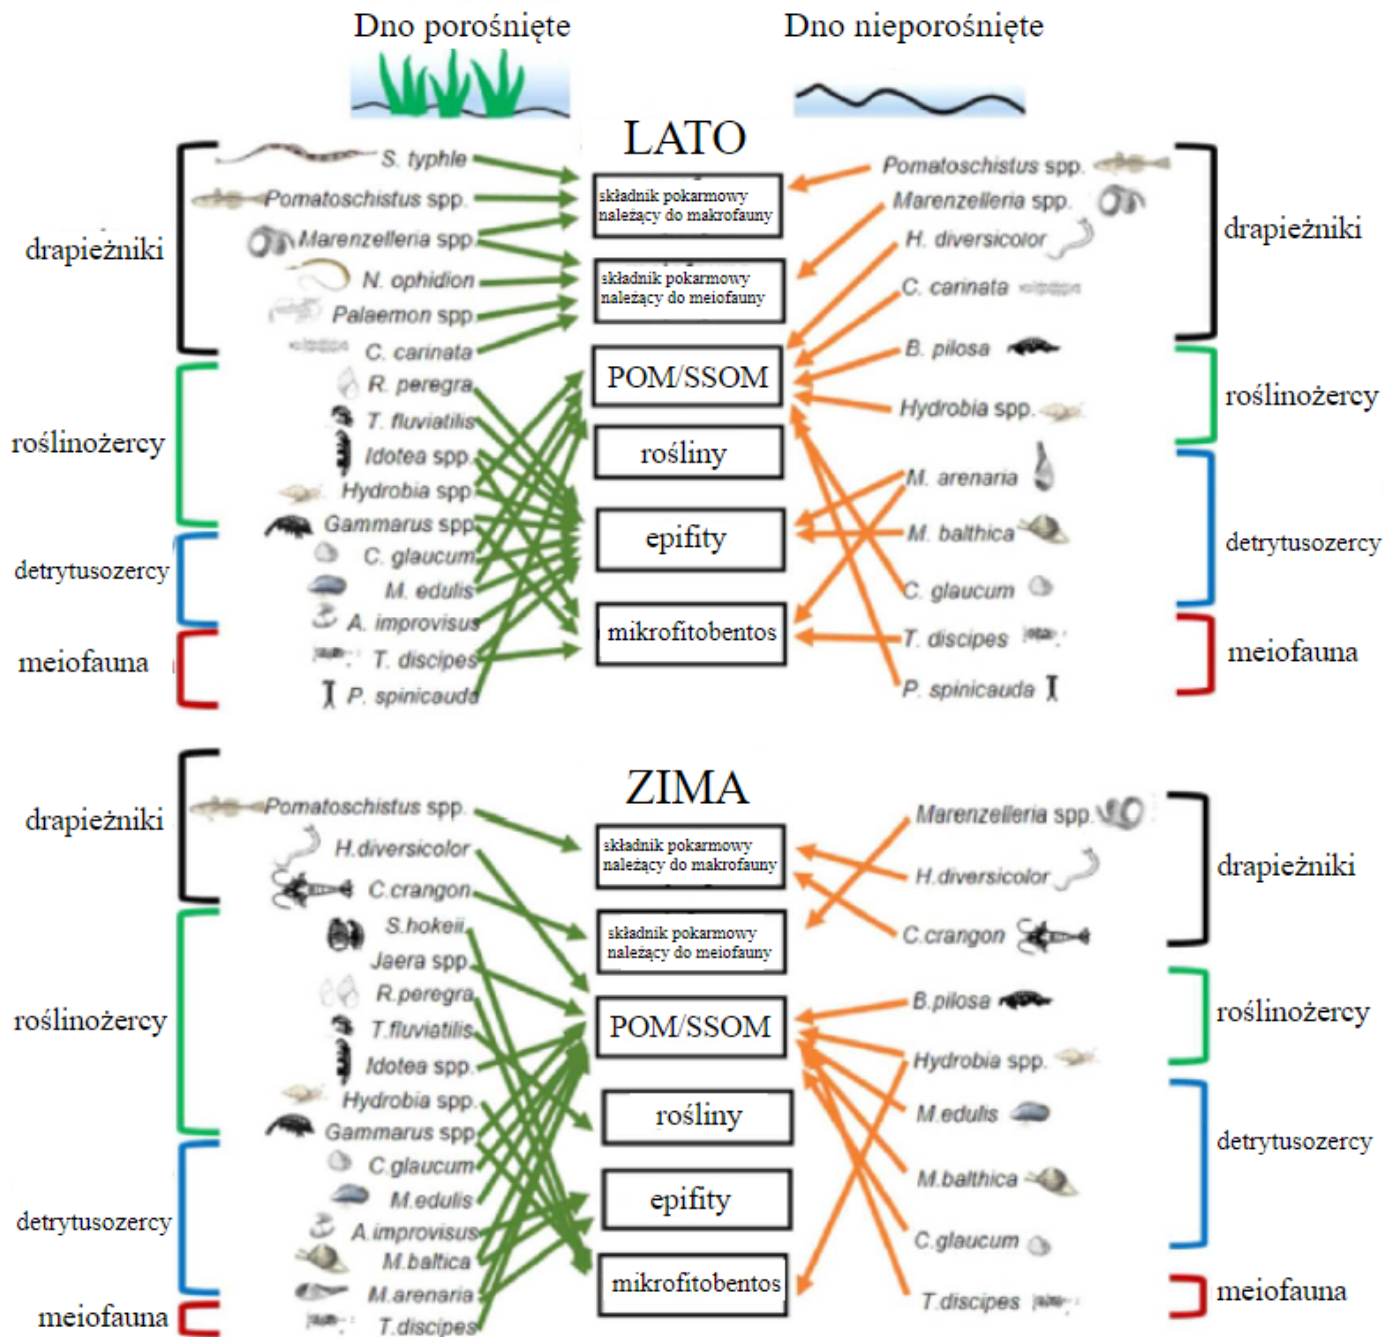 Dno porośnięte
Dno nieporośnięte
LATO
drapieżniki
S. typhle
Pomatoschistus spp.
Marenzelleria spp.
N. ophidion
Palaemon spp
C. carinata
roślinożercy
R. peregra
T. fluviatilis
Idotea spp.
Hydrobia spp
Gammarus spp
detrytusozercy
C. glaucum
M. edulis
A. improvisus
meiofauna
T. discipes
P. spinicauda
składnik pokarmowy
należący do makrofauny
składnik pokarmowy
należący do meiofauny
POM/SSOM
rośliny
epifity
mikrofitobentos
Pomatoschistus spp.
Marenzelleria spp.
H. diversicolor
C. carinata
drapieżniki
B. pilosa
Hydrobia spp.
roślinożercy
M. arenaria
M. balthica
C. glaucum
detrytusozercy
T. discipes
P. spinicauda
meiofauna
ZIMA
drapieżniki
Pomatoschistus spp.
H.diversicolor
C.crangon
roślinożercy
S.hokeii
Jaera spp.
R.peregra
T.fluviatilis
Idotea spp.
Hydrobia spp.
Gammarus spp
detrytusozercy
C.glaucum
M.edulis
A.improvisus
M.baltica
M.arenaria
meiofauna
T.discipes
składnik pokarmowy
należący do makrofauny
składnik pokarmowy
należący do meiofauny
POM/SSOM
rośliny
epifity
mikrofitobentos
Marenzelleria spp.
H.diversicolor
C.crangon
drapieżniki
B.pilosa
Hydrobia spp.
roślinożercy
M.edulis
M.balthica
C.glaucum
detrytusozercy
T.discipes
meiofauna